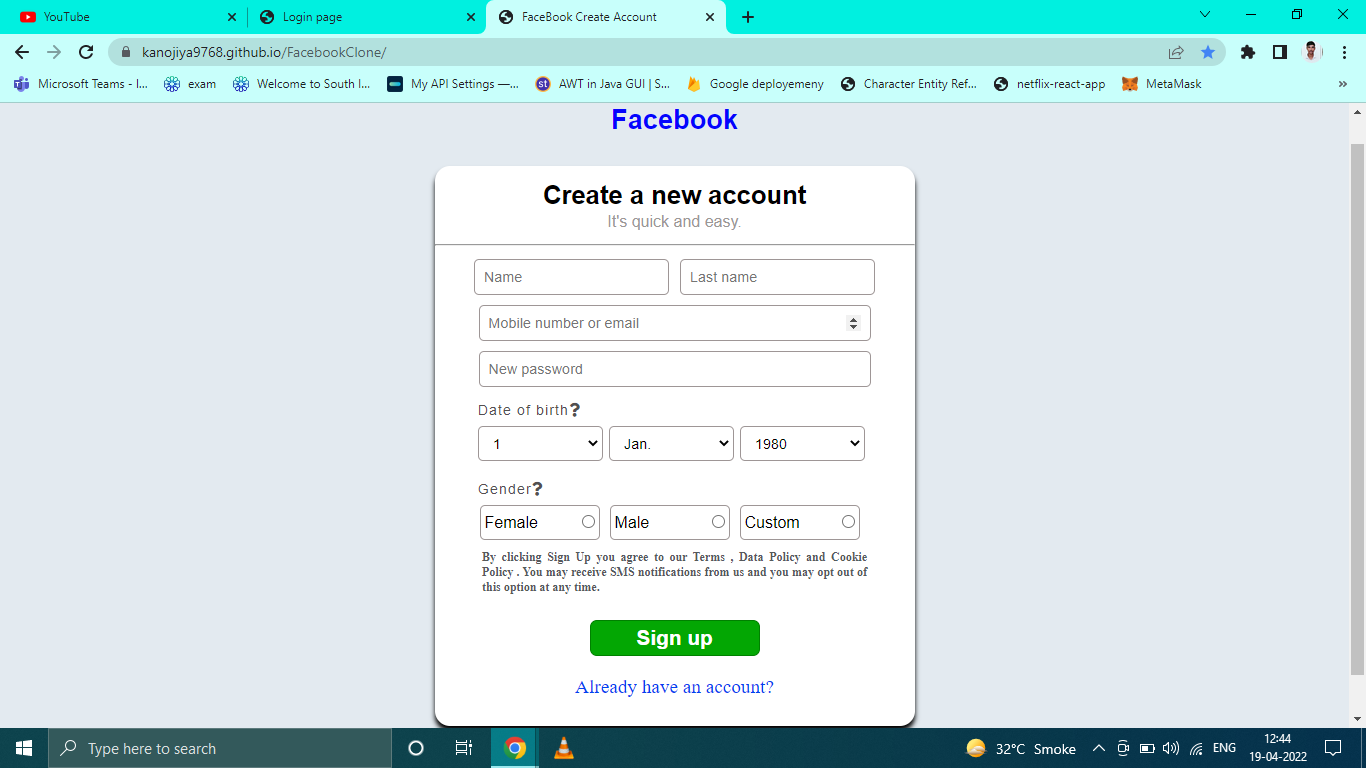 YouTube
Login page
FaceBook Create Account
kanojiya9768.github.io/FacebookClone/
Microsoft Teams - I...
exam
Welcome to South I...
My API Settings —...
st
AWT in Java GUI | S...
Google deployemeny
Character Entity Ref...
netflix-react-app
MetaMask
»
Facebook
Create a new account
It's quick and easy.
Name
Last name
Mobile number or email
New password
Date of birth?
1
Jan.
1980
Gender?
Female
Male
Custom
By clicking Sign Up you agree to our Terms , Data Policy and Cookie
Policy . You may receive SMS notifications from us and you may opt out of
this option at any time.
Sign up
Already have an account?
Type here to search
32°C Smoke
ENG
12:44
19-04-2022